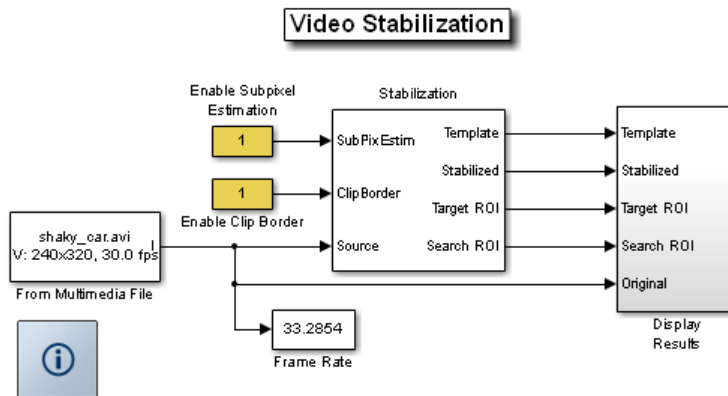 Video Stabilization
Enable Subpixel
Estimation
1
1
Enable Clip Border
shaky_car.avi
V: 240x320, 30.0 fps
I
From Multimedia File
Stabilization
SubPixEstim
ClipBorder
Source
Template
Stabilized
Target ROI
Search ROI
Template
Stabilized
Target ROI
Search ROI
Original
Display
Results
33.2854
Frame Rate
i